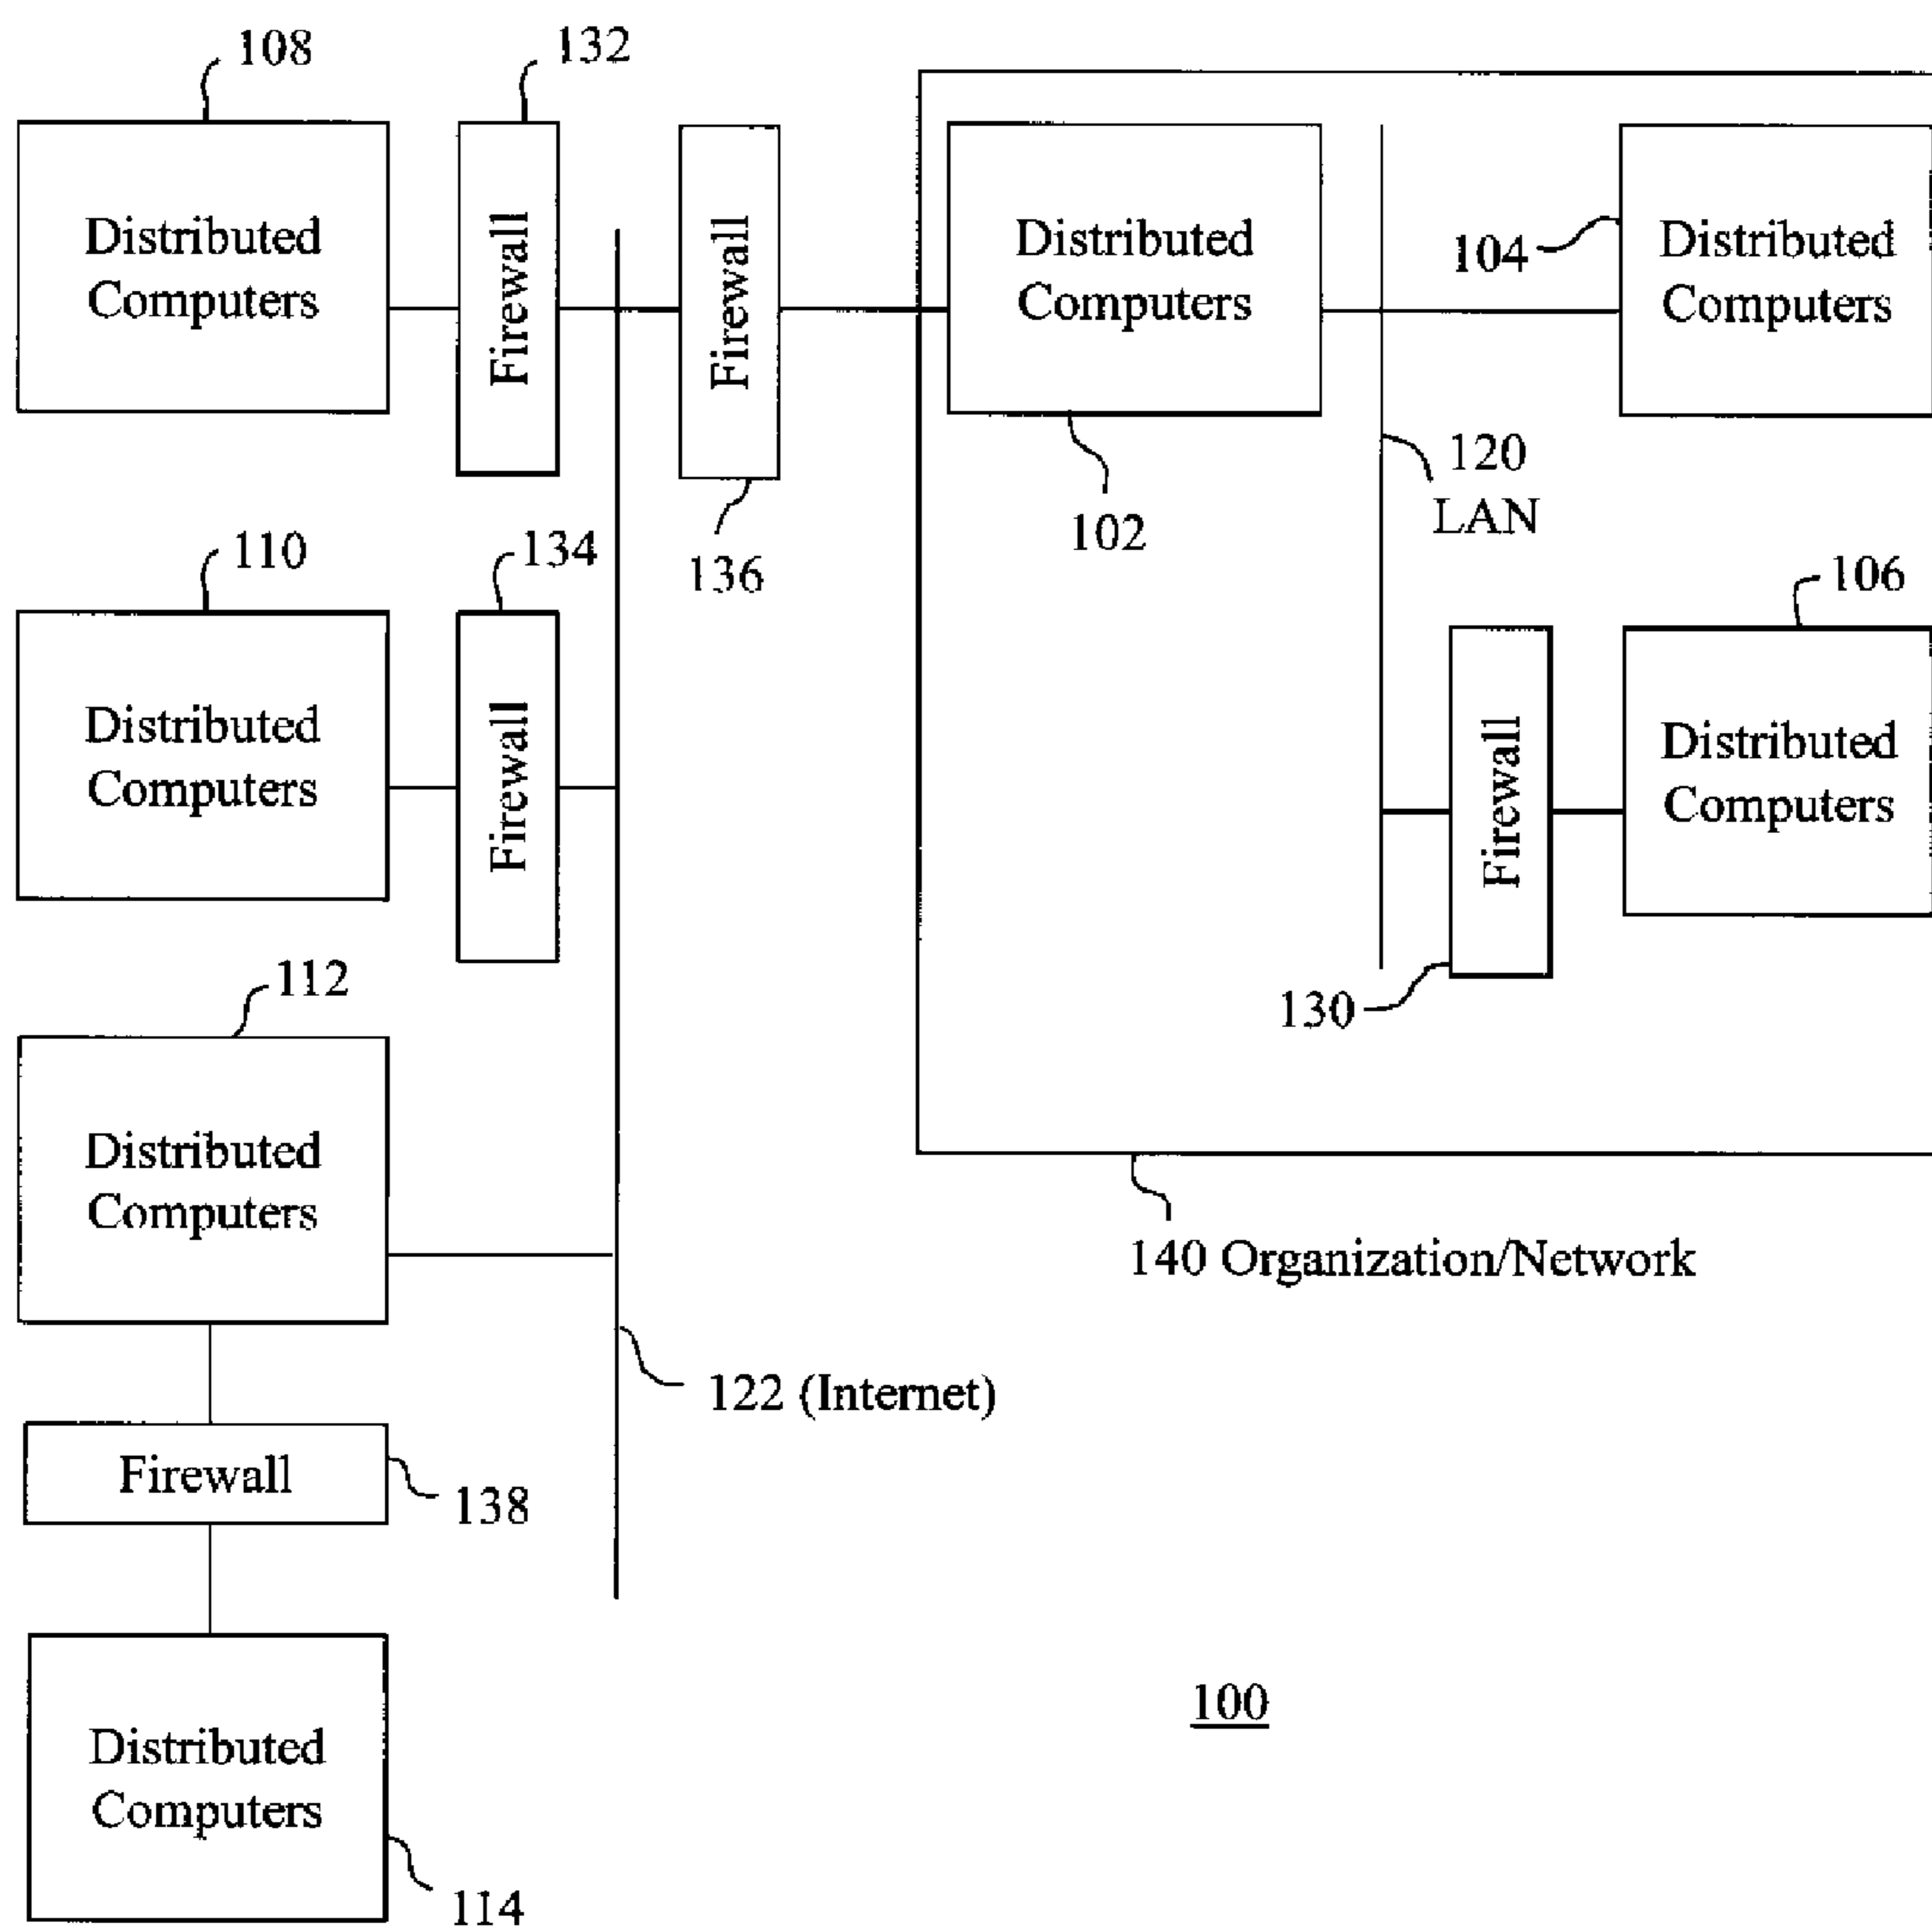 108
132
Distributed
Computers
Firewall
Firewall
Distributed
Computers
104
Distributed
Computers
120
LAN
102
136
110
134
106
Distributed
Computers
Firewall
Firewall
Distributed
Computers
130
112
Distributed
Computers
140 Organization/Network
122 (Internet)
Firewall
138
100
Distributed
Computers
114